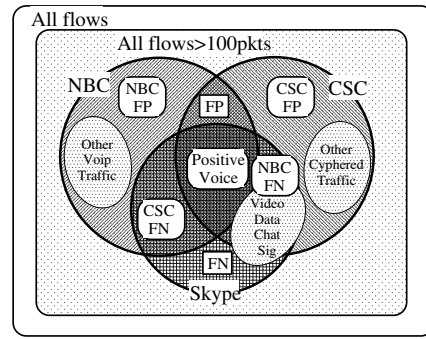 All flows
All flows>100pkts
NBC
NBC
FP
FP
CSC
FP
CSC
Other
Voip
Traffic
Positive
Voice
NBC
FN
Other
Cyphered
Traffic
CSC
FN
Video
Data
Chat
Sig
FN
Skype